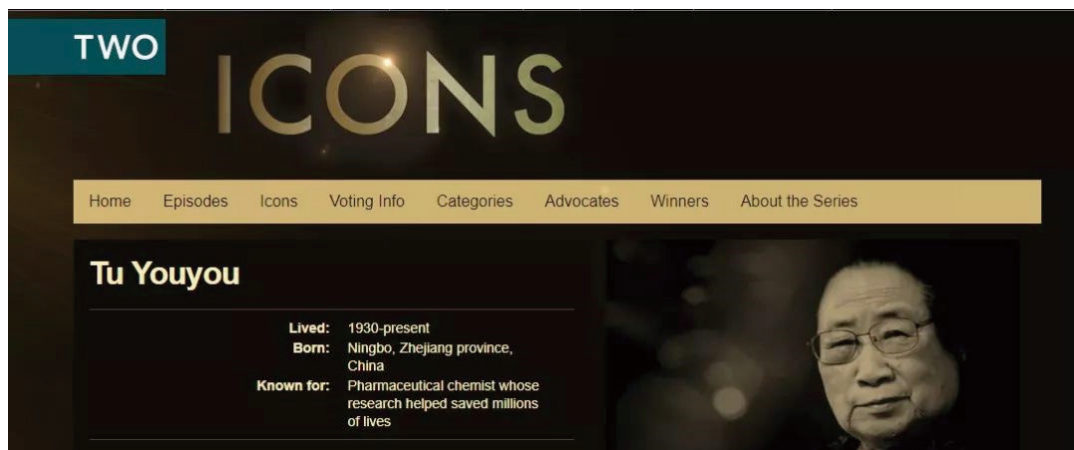 TWO
ICONS
Home Episodes Icons Voting Info Categories Advocates Winners About the Series
Tu Youyou
Lived: 1930-present
Born: Ningbo, Zhejiang province,
China
Known for: Pharmaceutical chemist whose
research helped saved millions
of lives